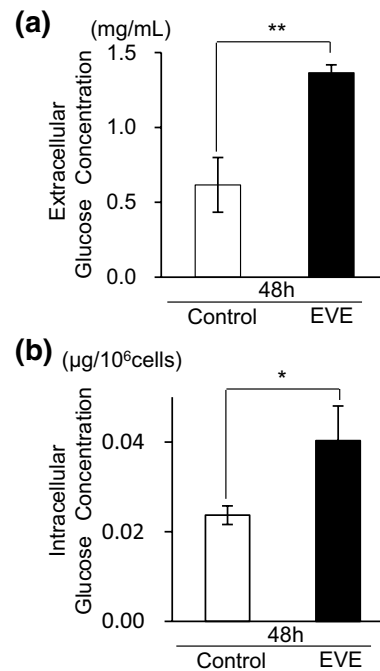 (a)
(mg/mL)
**
Extracellular
Glucose Concentration
1.5
1.0
0.5
0.0
48h
Control EVE
(b)
(μg/10⁶cells)
*
Intracellular
Glucose Concentration
0.04
0.02
0.00
48h
Control EVE